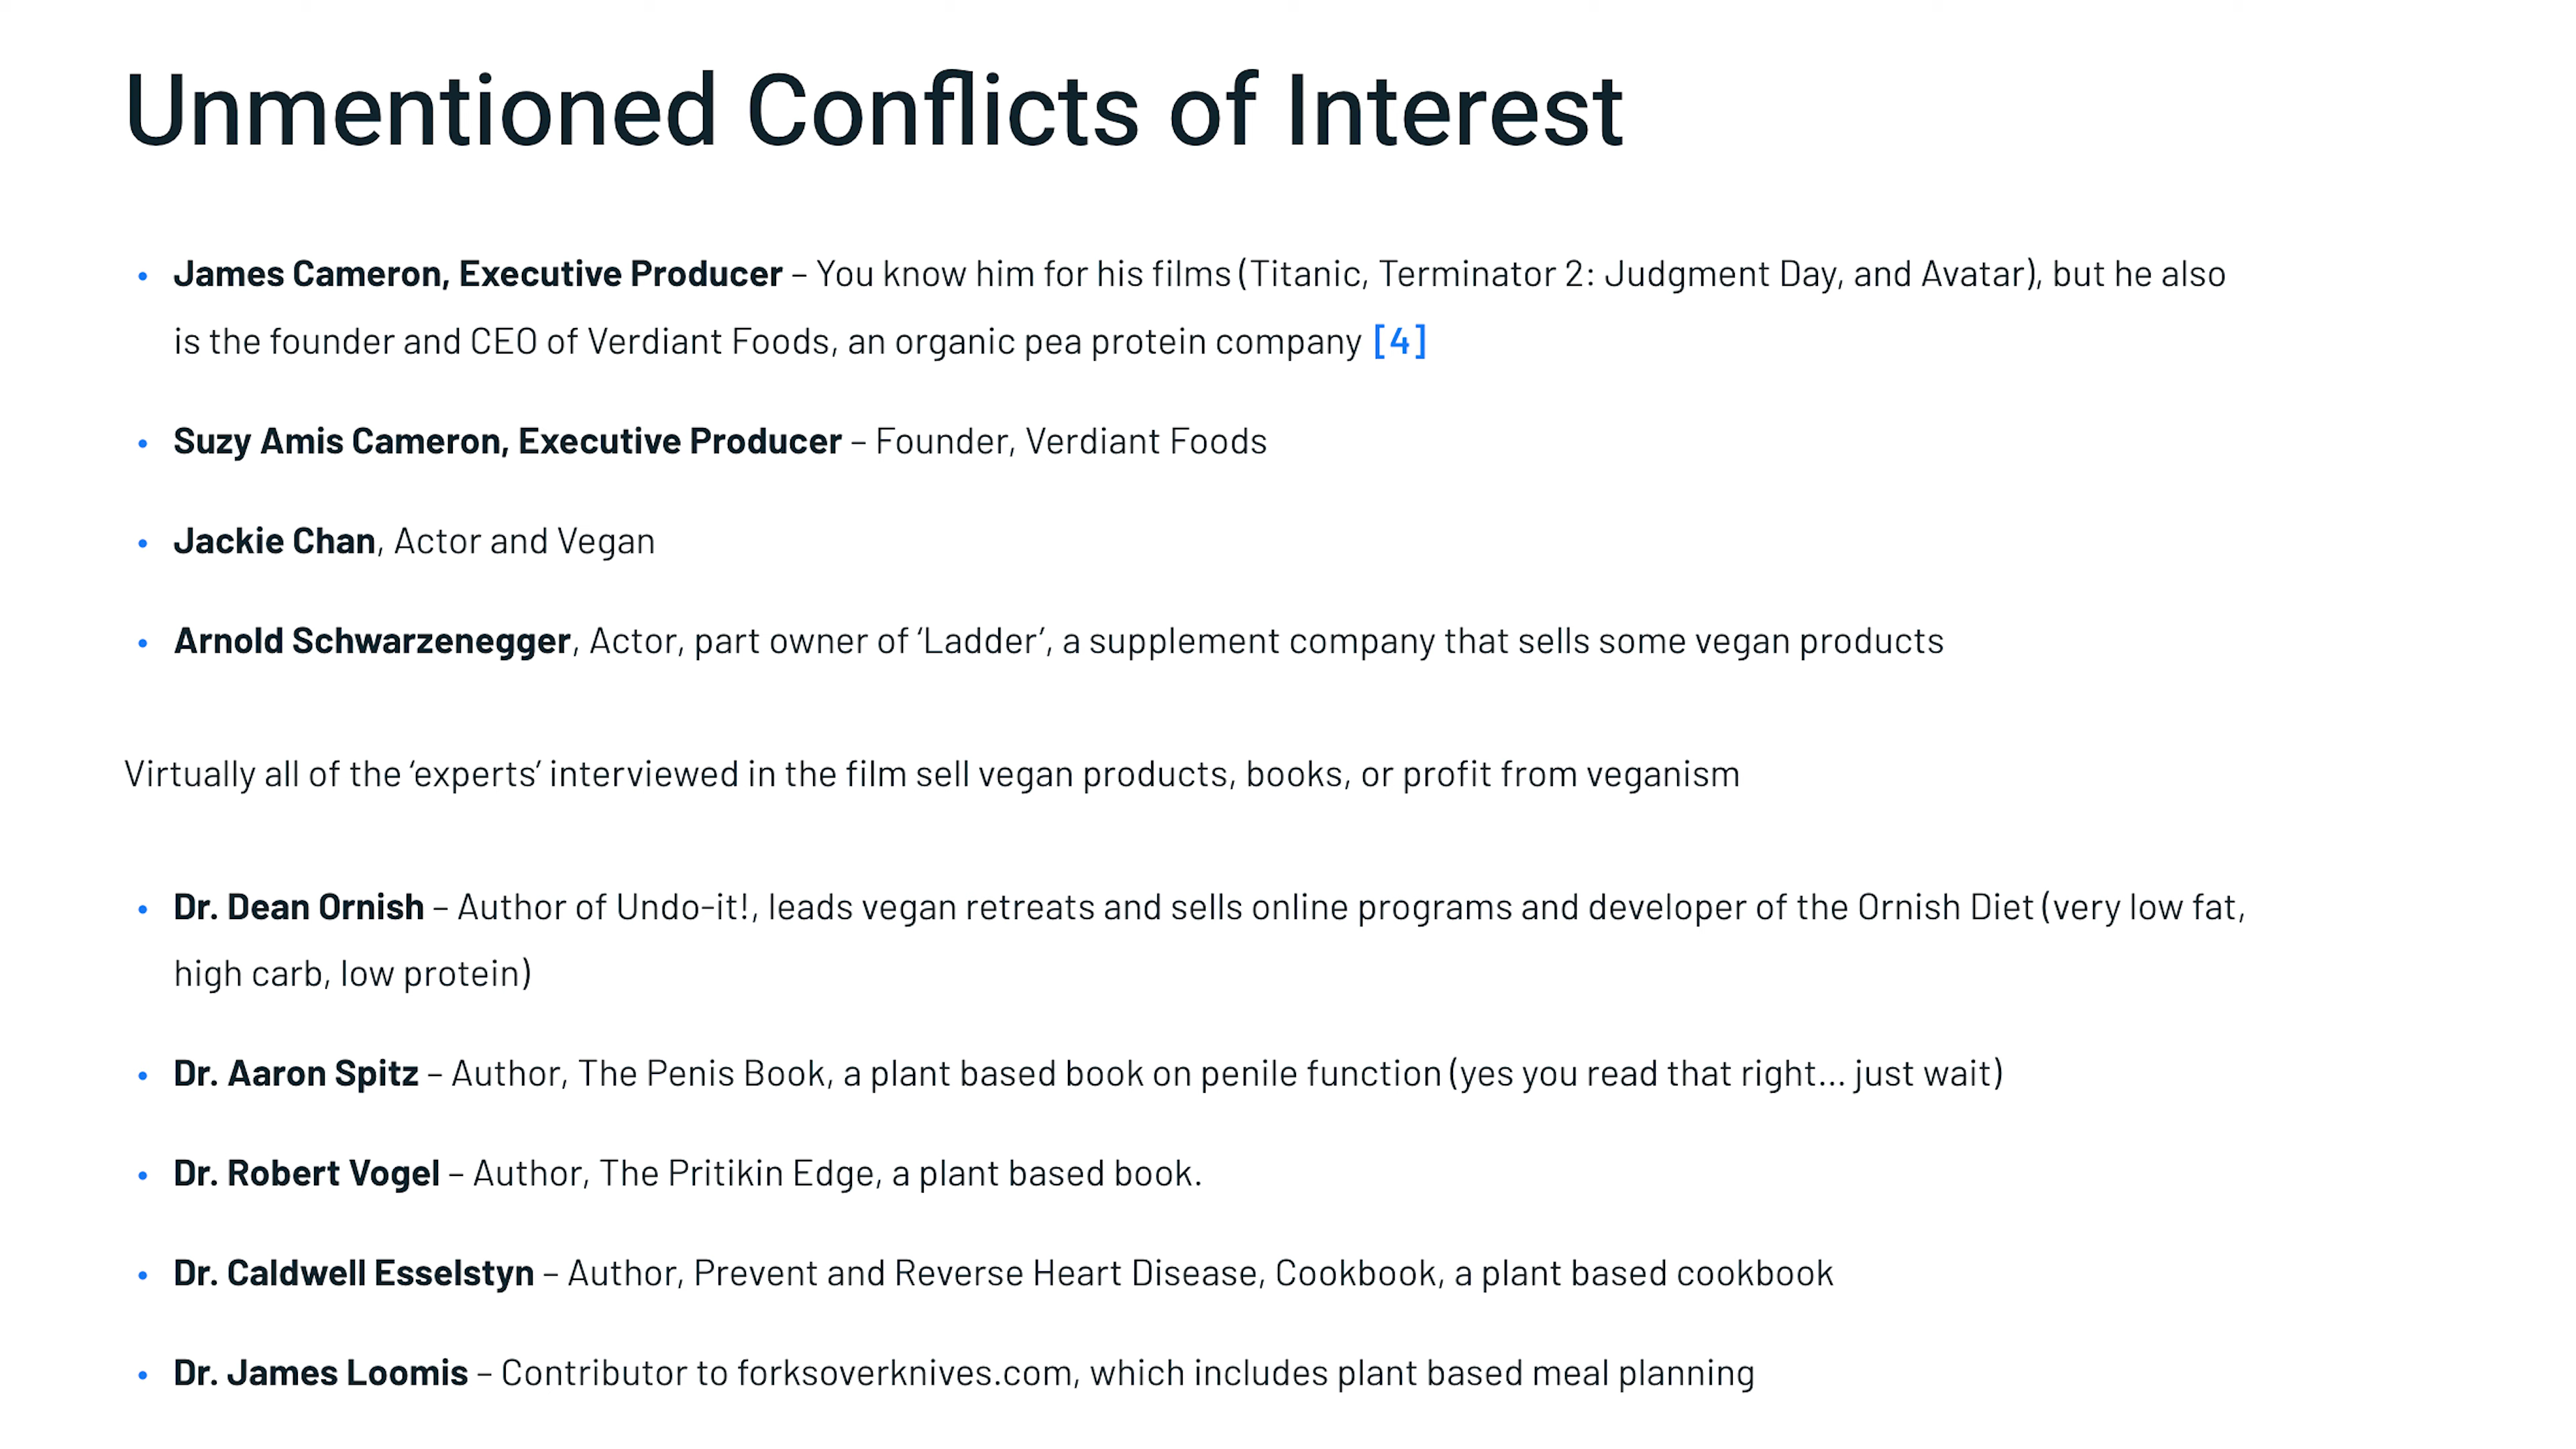 Unmentioned Conflicts of Interest
• James Cameron, Executive Producer – You know him for his films (Titanic, Terminator 2: Judgment Day, and Avatar), but he also
is the founder and CEO of Verdiant Foods, an organic pea protein company [4]
• Suzy Amis Cameron, Executive Producer – Founder, Verdiant Foods
• Jackie Chan, Actor and Vegan
• Arnold Schwarzenegger, Actor, part owner of ‘Ladder’, a supplement company that sells some vegan products
Virtually all of the ‘experts’ interviewed in the film sell vegan products, books, or profit from veganism
• Dr. Dean Ornish – Author of Undo-it!, leads vegan retreats and sells online programs and developer of the Ornish Diet (very low fat,
high carb, low protein)
• Dr. Aaron Spitz – Author, The Penis Book, a plant based book on penile function (yes you read that right… just wait)
• Dr. Robert Vogel – Author, The Pritikin Edge, a plant based book.
• Dr. Caldwell Esselstyn – Author, Prevent and Reverse Heart Disease, Cookbook, a plant based cookbook
• Dr. James Loomis – Contributor to forksoverknives.com, which includes plant based meal planning